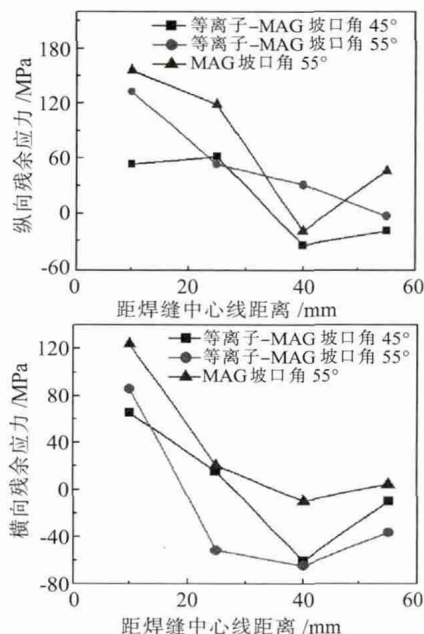 等离子-MAG 坡口角 45°
等离子-MAG 坡口角 55°
MAG 坡口角 55°
180
120
60
0
-60
纵向残余应力 /MPa
0 20 40 60
距焊缝中心线距离 /mm
等离子-MAG 坡口角 45°
等离子-MAG 坡口角 55°
MAG 坡口角 55°
120
80
40
0
-40
-80
横向残余应力 /MPa
0 20 40 60
距焊缝中心线距离 /mm